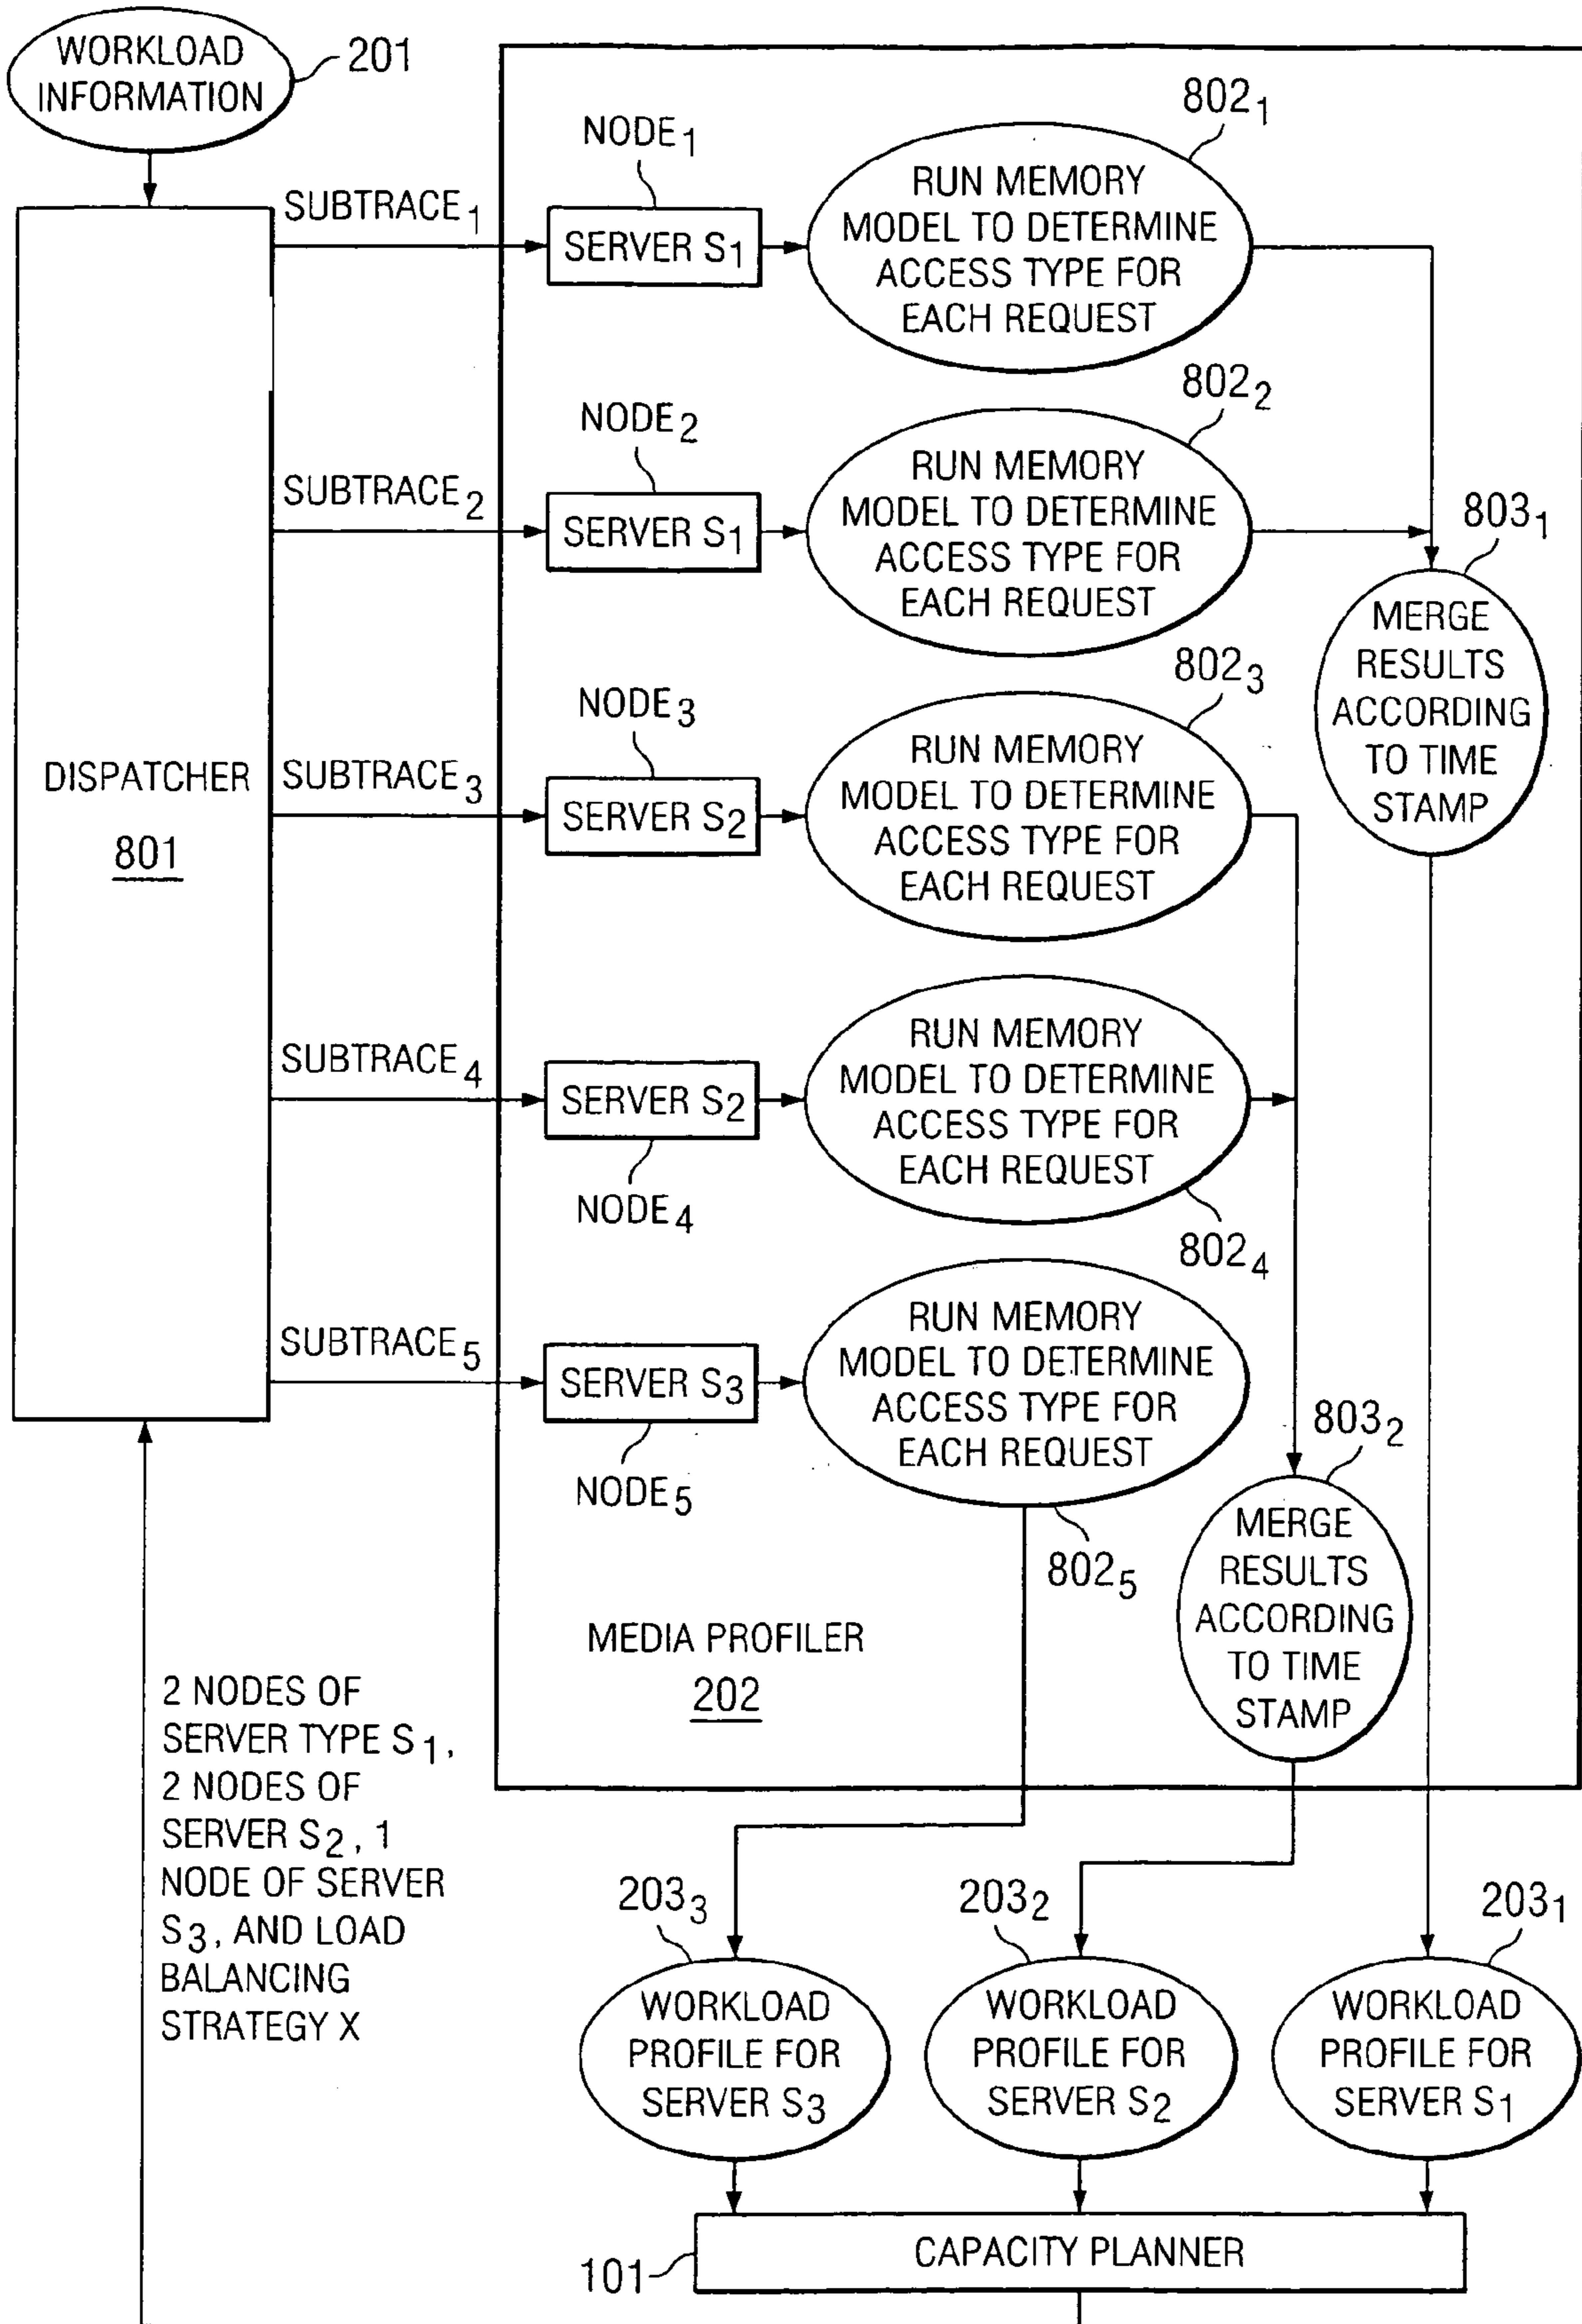 WORKLOAD
INFORMATION
201
DISPATCHER
801
SUBTRACE1
SUBTRACE2
SUBTRACE3
SUBTRACE4
SUBTRACE5
NODE1
SERVER S1
8021
RUN MEMORY
MODEL TO DETERMINE
ACCESS TYPE FOR
EACH REQUEST
NODE2
SERVER S1
8022
RUN MEMORY
MODEL TO DETERMINE
ACCESS TYPE FOR
EACH REQUEST
8031
MERGE
RESULTS
ACCORDING
TO TIME
STAMP
NODE3
SERVER S2
8023
RUN MEMORY
MODEL TO DETERMINE
ACCESS TYPE FOR
EACH REQUEST
SERVER S2
NODE4
RUN MEMORY
MODEL TO DETERMINE
ACCESS TYPE FOR
EACH REQUEST
8024
SERVER S3
NODE5
RUN MEMORY
MODEL TO DETERMINE
ACCESS TYPE FOR
EACH REQUEST
8025
8032
MERGE
RESULTS
ACCORDING
TO TIME
STAMP
MEDIA PROFILER
202
2 NODES OF
SERVER TYPE S1,
2 NODES OF
SERVER S2, 1
NODE OF SERVER
S3, AND LOAD
BALANCING
STRATEGY X
2033
WORKLOAD
PROFILE FOR
SERVER S3
2032
WORKLOAD
PROFILE FOR
SERVER S2
2031
WORKLOAD
PROFILE FOR
SERVER S1
101
CAPACITY PLANNER